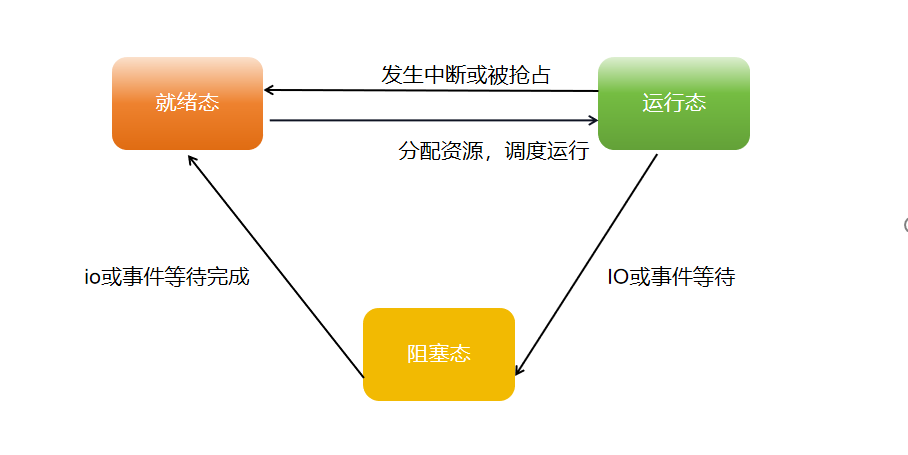 发生中断或被抢占
就绪态
运行态
分配资源，调度运行
io或事件等待完成
IO或事件等待
阻塞态